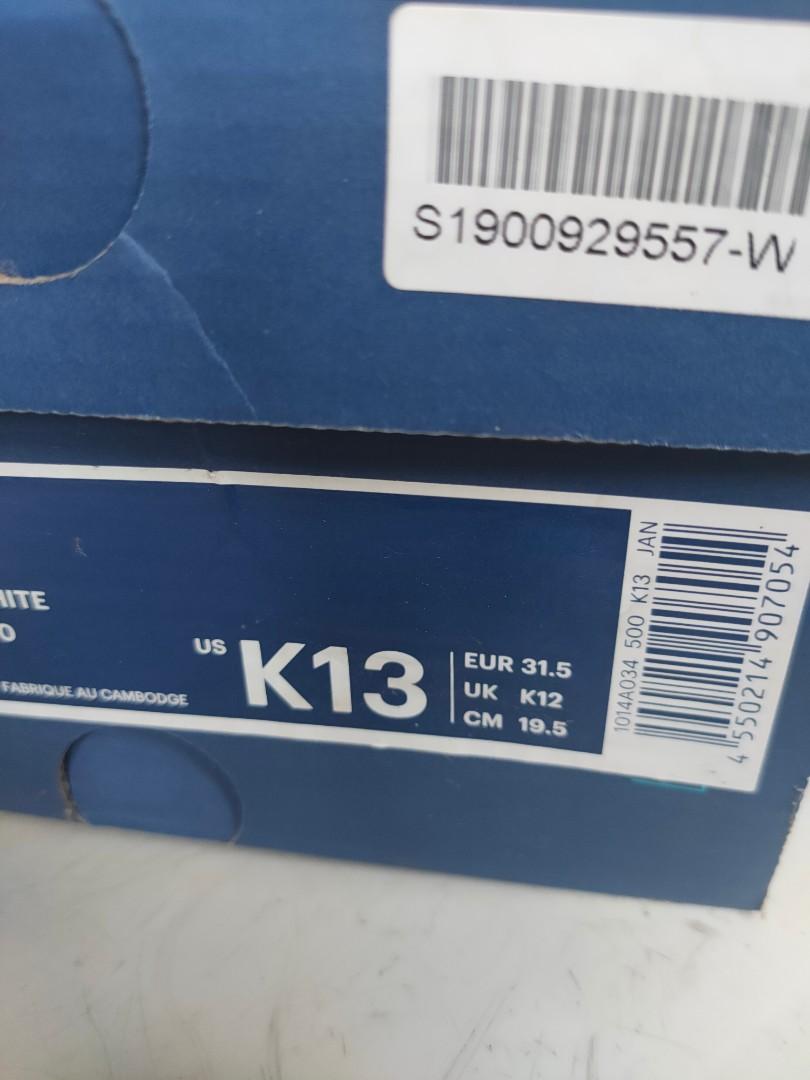 S1900929557-W
HITE
0
FABRIQUE AU CAMBODGE
US K13
EUR 31.5
UK K12
CM 19.5
1014A034 500 K13 JAN
4 550214 907054